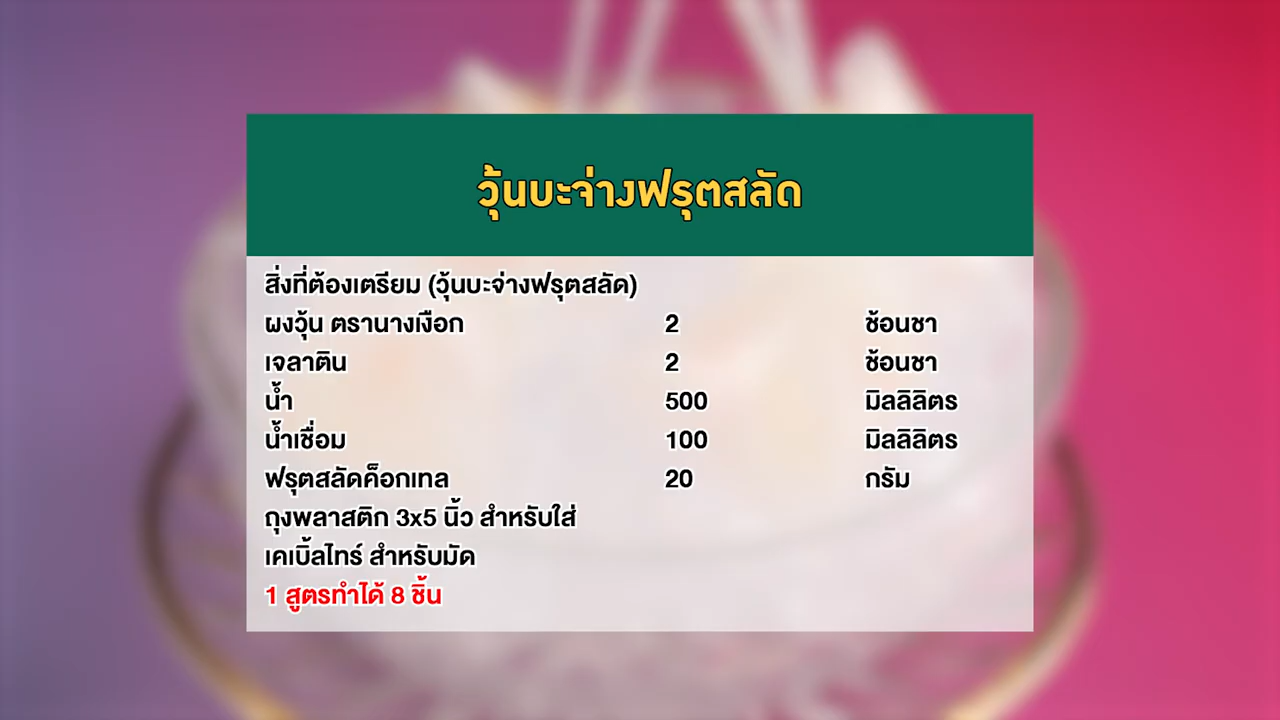 วุ้นบะจ่างฟรุตสลัด
สิ่งที่ต้องเตรียม (วุ้นบะจ่างฟรุตสลัด)
ผงวุ้น ตรานางเงือก 2 ช้อนชา
เจลาติน 2 ช้อนชา
น้ำ 500 มิลลิลิตร
น้ำเชื่อม 100 มิลลิลิตร
ฟรุตสลัดค็อกเทล 20 กรัม
ถุงพลาสติก 3x5 นิ้ว สำหรับใส่
เคเบิ้ลไทร์ สำหรับมัด
1 สูตรทำได้ 8 ชิ้น